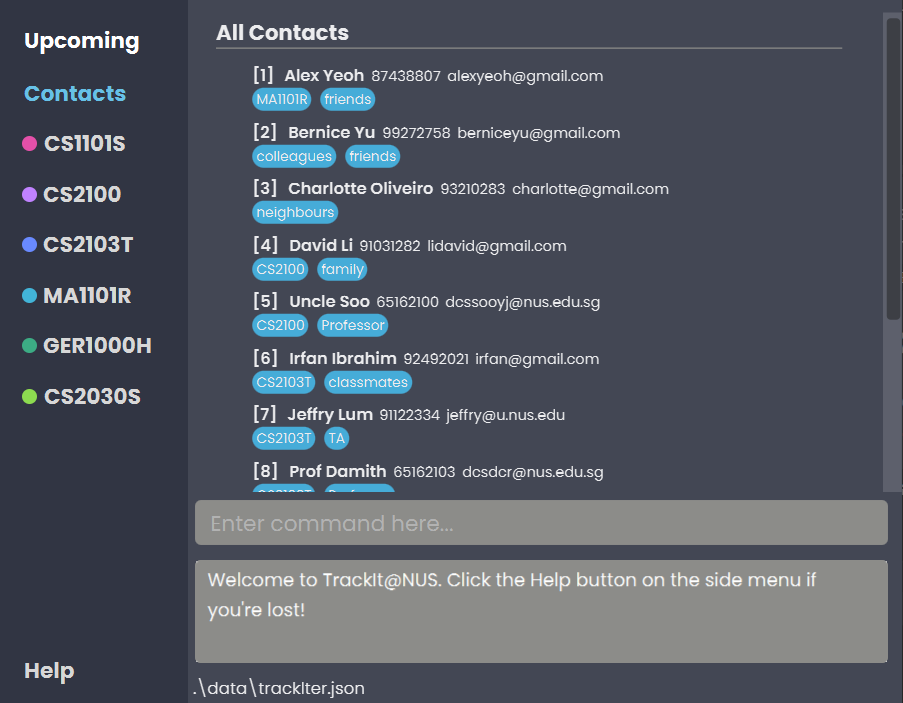 Upcoming
Contacts
CS1101S
CS2100
CS2103T
MA1101R
GER1000H
CS2030S
Help
All Contacts
[1] Alex Yeoh 87438807 alexyeoh@gmail.com
MA1101R friends
[2] Bernice Yu 99272758 berniceyu@gmail.com
colleagues friends
[3] Charlotte Oliveiro 93210283 charlotte@gmail.com
neighbours
[4] David Li 91031282 lidavid@gmail.com
CS2100 family
[5] Uncle Soo 65162100 dcssooyj@nus.edu.sg
CS2100 Professor
[6] Irfan Ibrahim 92492021 irfan@gmail.com
CS2103T classmates
[7] Jeffry Lum 91122334 jeffry@u.nus.edu
CS2103T TA
[8] Prof Damith 65162103 dcsdcr@nus.edu.sg
Enter command here...
Welcome to TrackIt@NUS. Click the Help button on the side menu if
you're lost!
.\data\trackIter.json